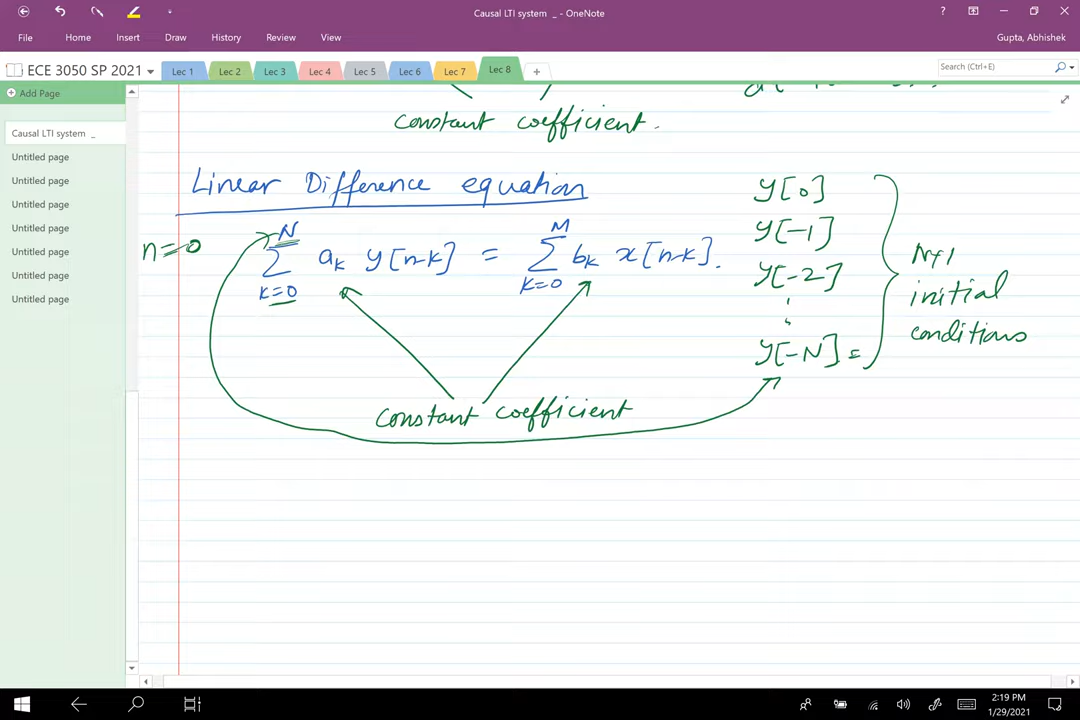 Causal LTI system _ - OneNote
File Home Insert Draw History Review View
Gupta, Abhishek
ECE 3050 SP 2021
Lec 1 Lec 2 Lec 3 Lec 4 Lec 5 Lec 6 Lec 7 Lec 8
Search (Ctrl+E)
Add Page
Causal LTI system _
Untitled page
Untitled page
Untitled page
Untitled page
Untitled page
Untitled page
Untitled page
constant coefficient.
Linear Difference equation
n=0
N
∑ a_k y[n-k] = ∑ b_k x[n-k].
k=0
M
k=0
constant coefficient
y[0]
y[-1]
y[-2]
⋮
y[-N] =
N+1
initial
conditions
2:19 PM
1/29/2021